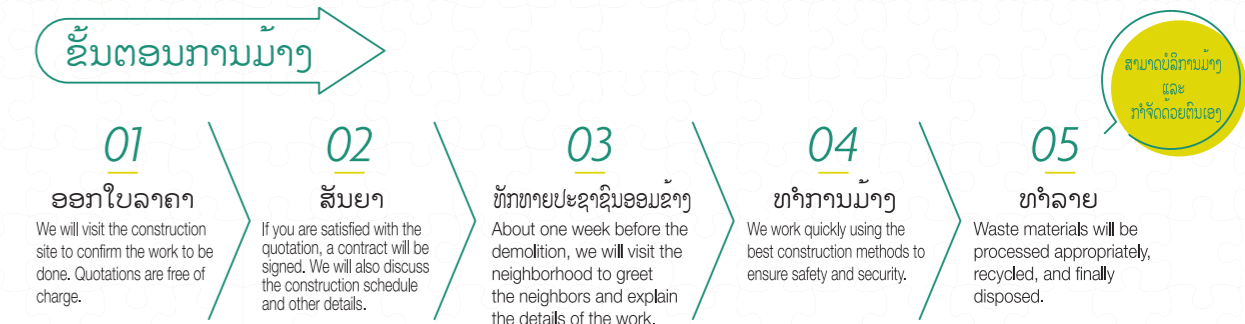 ຂັ້ນຕອນການມ້າງ
ສາມາດບໍລິການມ້າງ
ແລະ
ກຳຈັດດ້ວຍຕົນເອງ
01
ອອກໃບລາຄາ
We will visit the construction
site to confirm the work to be
done. Quotations are free of
charge.
02
ສັນຍາ
If you are satisfied with the
quotation, a contract will be
signed. We will also discuss
the construction schedule
and other details.
03
ທັກທາຍປະຊາຊົນອອມຂ້າງ
About one week before the
demolition, we will visit the
neighborhood to greet
the neighbors and explain
the details of the work.
04
ທຳການມ້າງ
We work quickly using the
best construction methods to
ensure safety and security.
05
ທຳລາຍ
Waste materials will be
processed appropriately,
recycled, and finally
disposed.